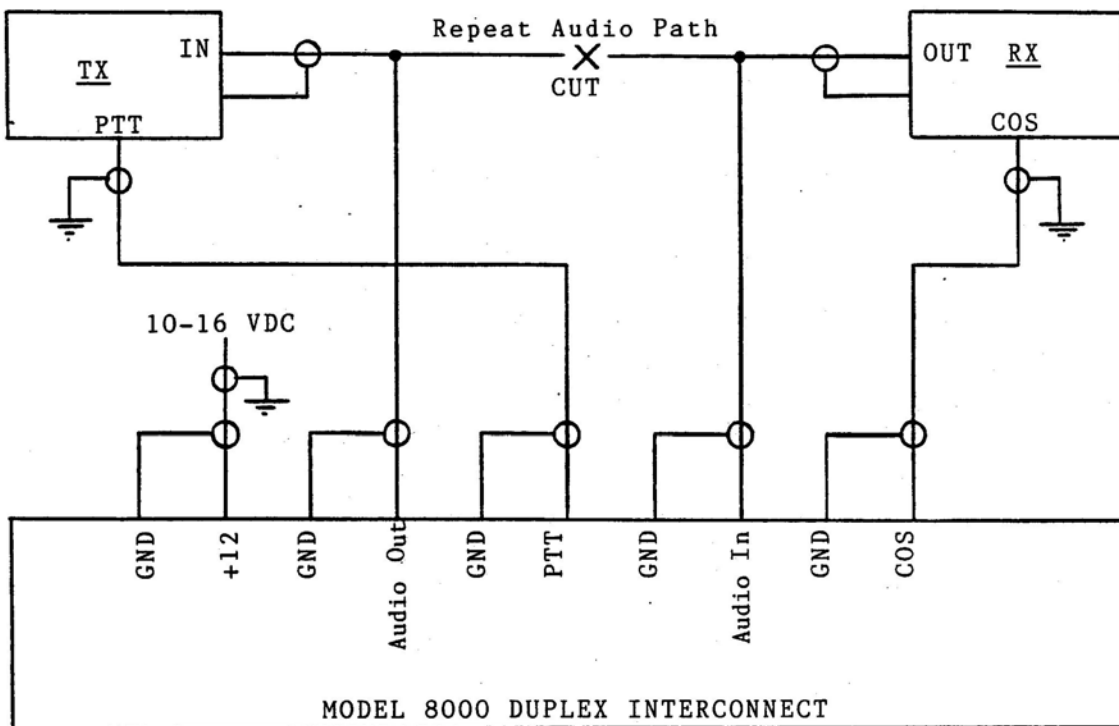 Repeat Audio Path
IN
TX
OUT
RX
CUT
PTT
COS
10-16 VDC
GND
+12
GND
Audio Out
GND
PTT
GND
Audio In
GND
COS
MODEL 8000 DUPLEX INTERCONNECT